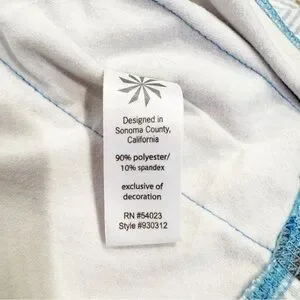 Designed in
Sonoma County,
California
90% polyester/
10% spandex
exclusive of
decoration
RN #54023
Style #930312